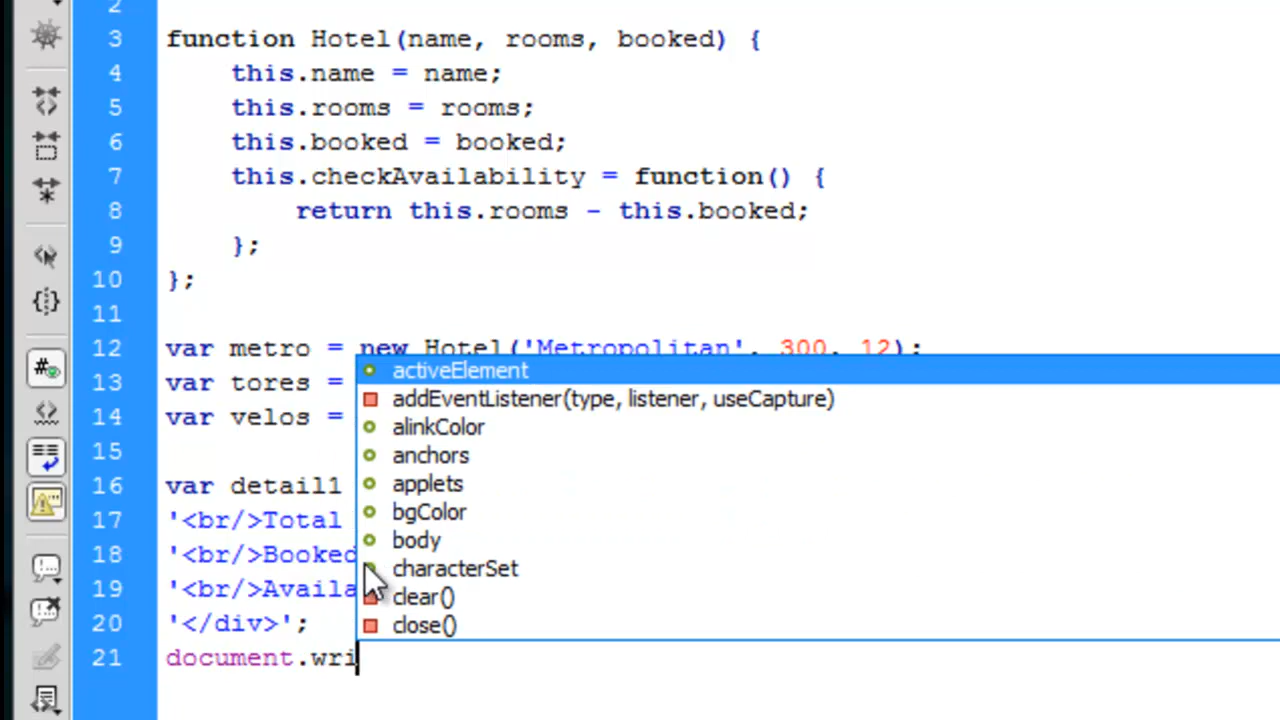 2
3 function Hotel(name, rooms, booked) {
4 this.name = name;
5 this.rooms = rooms;
6 this.booked = booked;
7 this.checkAvailability = function() {
8 return this.rooms - this.booked;
9 };
10 };
11
12 var metro = new Hotel('Metropolitan', 300, 12);
13 var tores =
14 var velos =
15
16 var detail1
17 '<br/>Total
18 '<br/>Booked
19 '<br/>Availa
20 '</div>';
21 document.wri
activeElement
addEventListener(type, listener, useCapture)
alinkColor
anchors
applets
bgColor
body
characterSet
clear()
close()